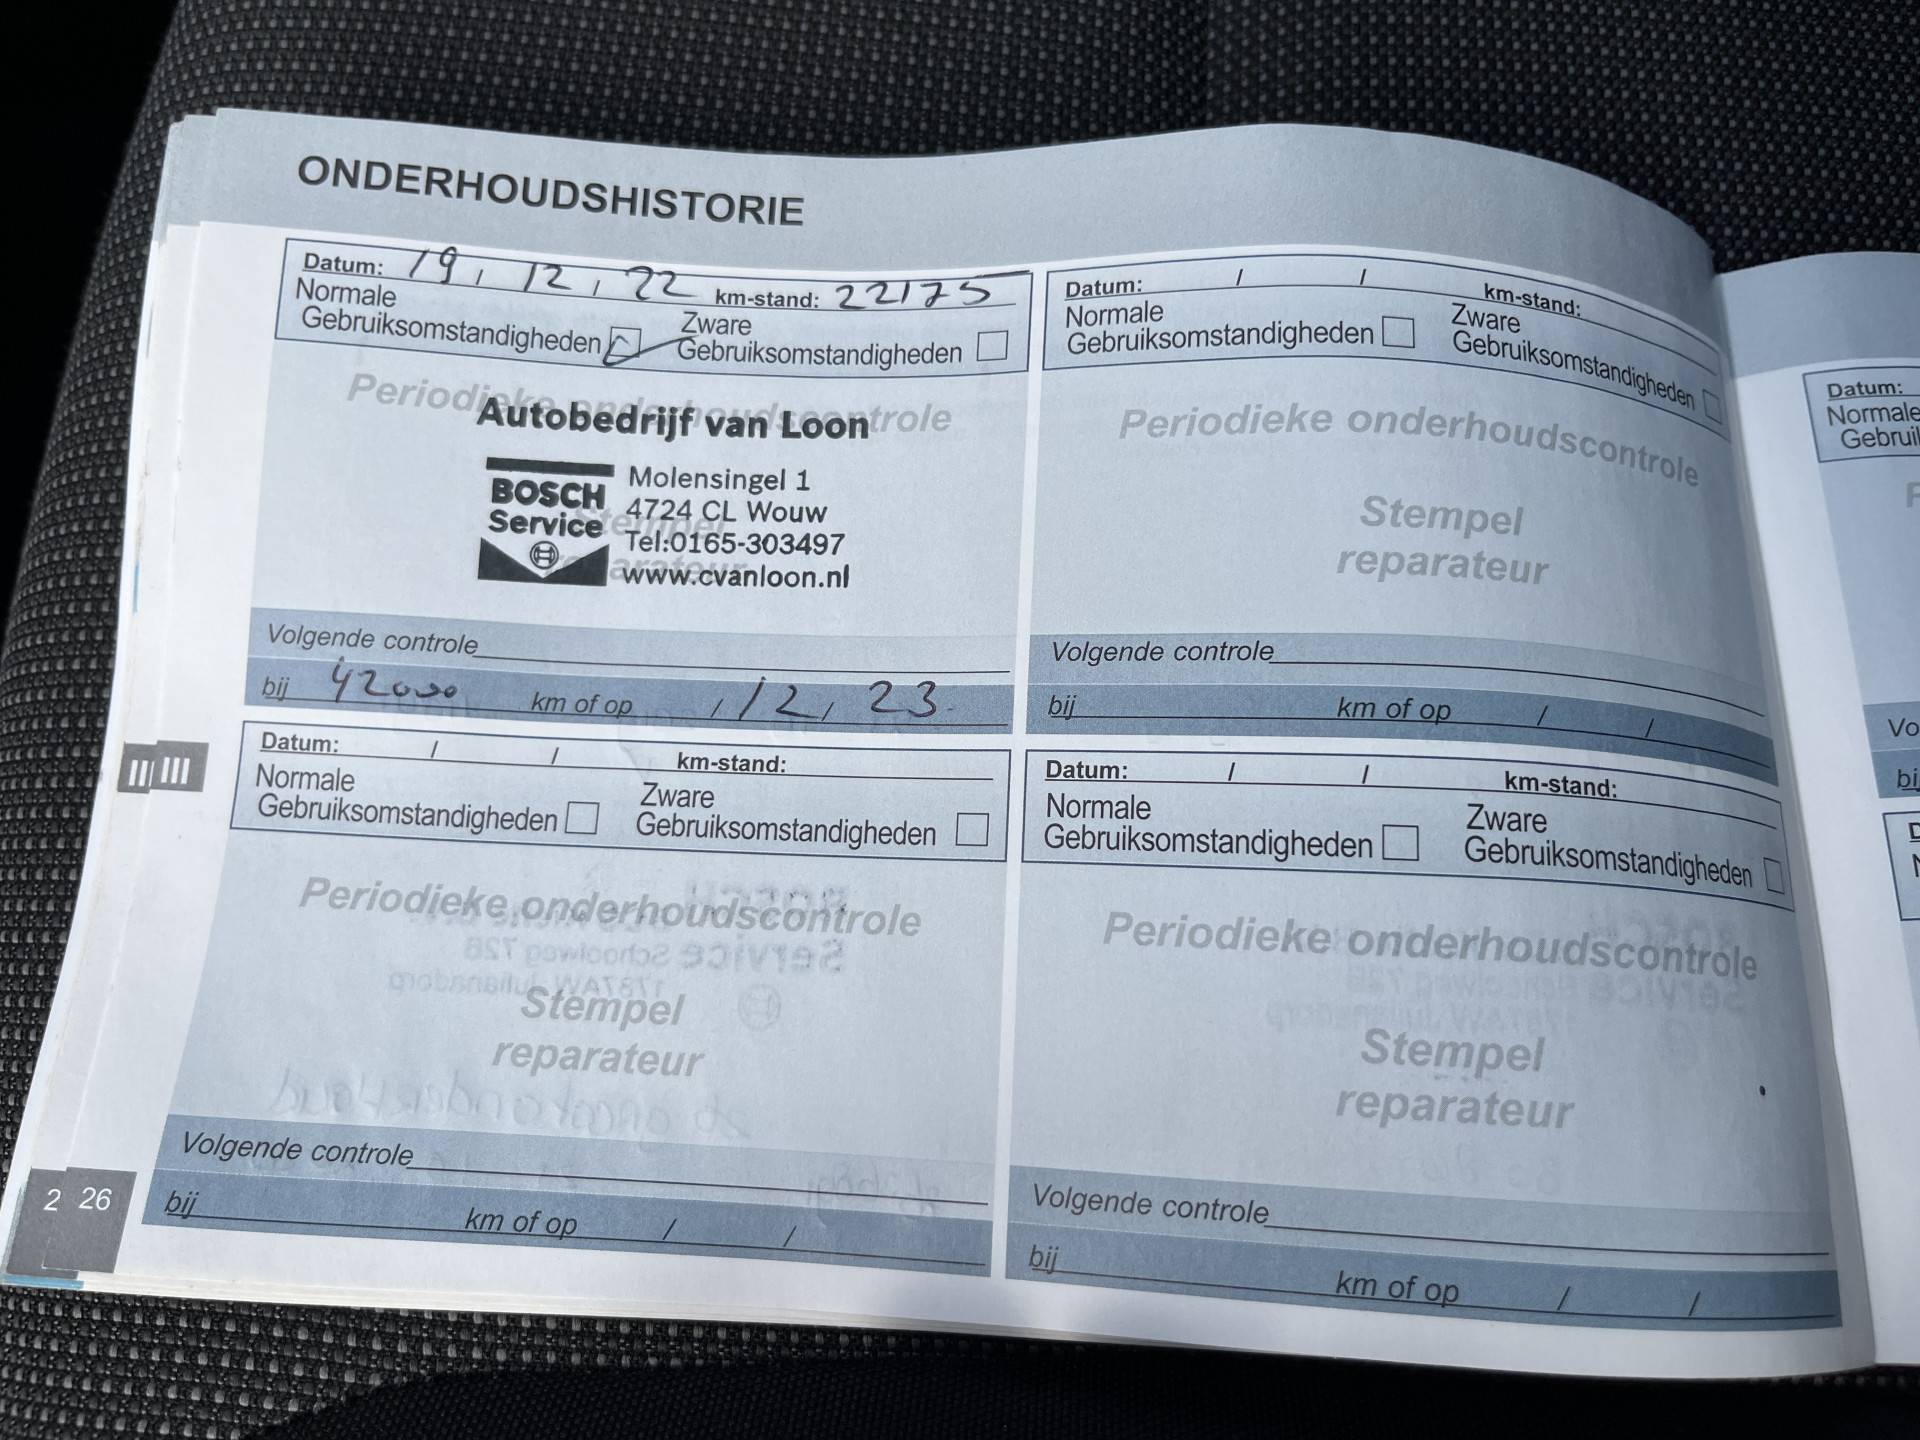 ONDERHOUDSHISTORIE
Datum: 19 / 12 / 22 km-stand: 22175
Normale Zware
Gebruiksomstandigheden Gebruiksomstandigheden
Periodieke onderhoudscontrole
Autobedrijf van Loon
BOSCH
Service
Molensingel 1
4724 CL Wouw
Tel:0165-303497
www.cvanloon.nl
Stempel
reparateur
Volgende controle
bij 42000 km of op / 12 / 23
Datum: / / km-stand:
Normale Zware
Gebruiksomstandigheden Gebruiksomstandigheden
Periodieke onderhoudscontrole
Stempel
reparateur
Volgende controle
bij km of op / /
Datum: / / km-stand:
Normale Zware
Gebruiksomstandigheden Gebruiksomstandigheden
Periodieke onderhoudscontrole
Stempel
reparateur
Volgende controle
bij km of op / /
Datum: / / km-stand:
Normale Zware
Gebruiksomstandigheden Gebruiksomstandigheden
Periodieke onderhoudscontrole
Stempel
reparateur
Volgende controle
bij km of op / /
2 26
Datum:
Normale